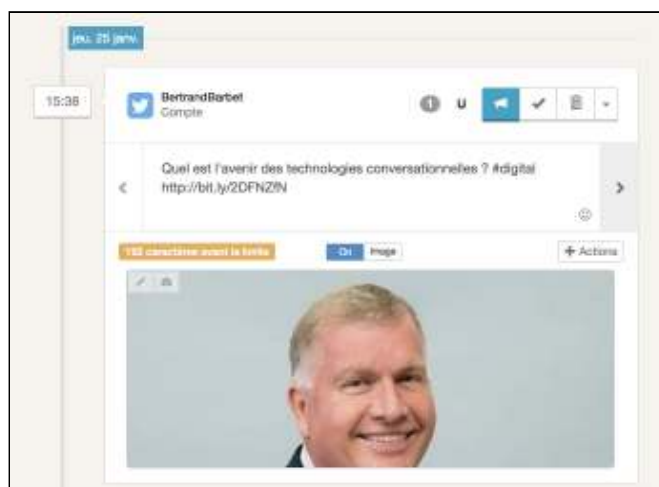 jeu. 25 janv.
15:38
BertrandBarbet
Compte
1 U
Quel est l'avenir des technologies conversationnelles ? #digital
http://bit.ly/2DFNZfN
caractères avant la limite
On Image
+ Actions